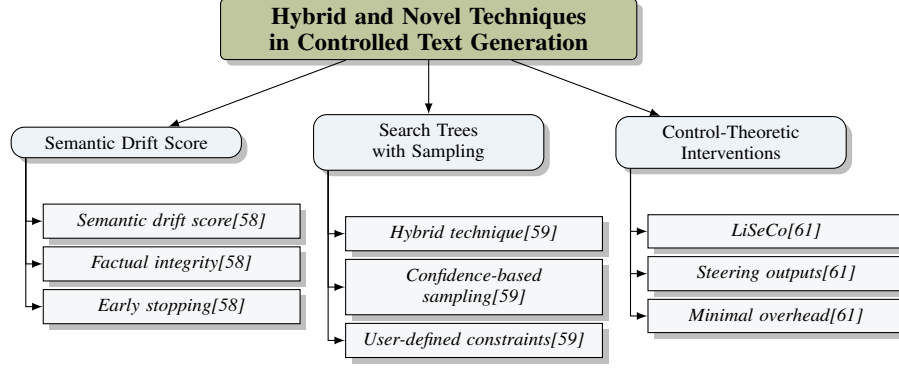 Hybrid and Novel Techniques
in Controlled Text Generation
Semantic Drift Score
Semantic drift score[58]
Factual integrity[58]
Early stopping[58]
Search Trees
with Sampling
Hybrid technique[59]
Confidence-based
sampling[59]
User-defined constraints[59]
Control-Theoretic
Interventions
LiSeCo[61]
Steering outputs[61]
Minimal overhead[61]